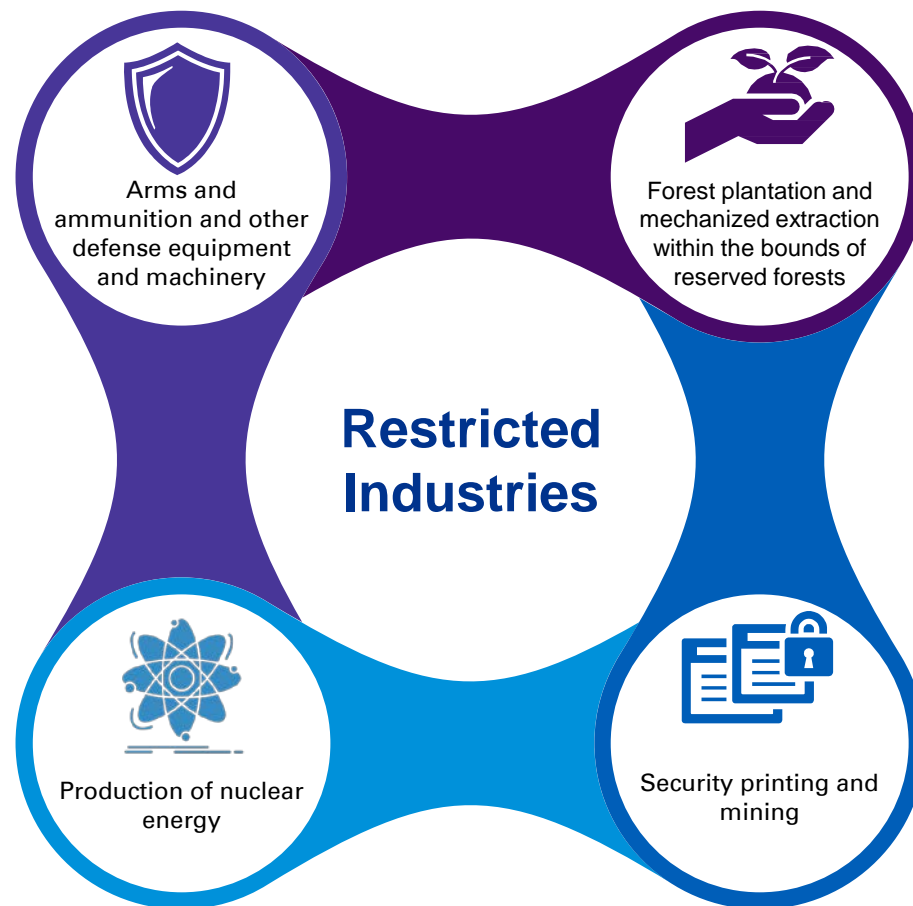 Arms and
ammunition and other
defense equipment
and machinery
Forest plantation and
mechanized extraction
within the bounds of
reserved forests
Restricted
Industries
Production of nuclear
energy
Security printing and
mining